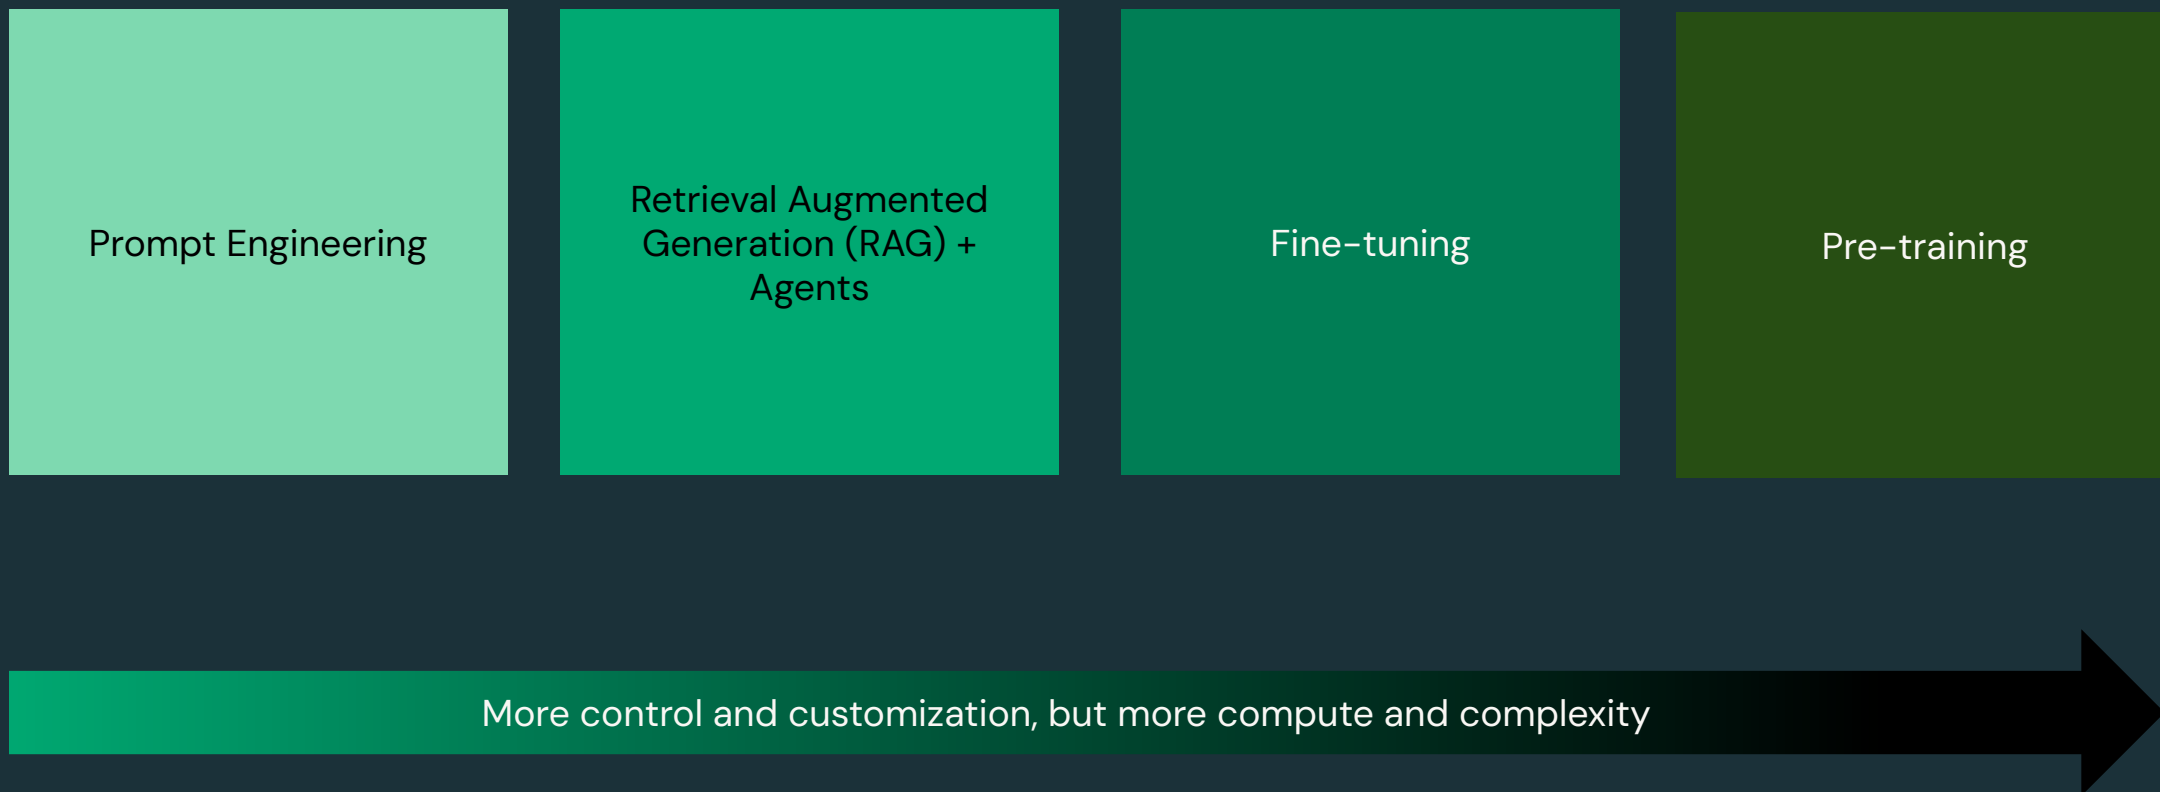 Prompt Engineering
Retrieval Augmented
Generation (RAG) +
Agents
Fine-tuning
Pre-training
More control and customization, but more compute and complexity